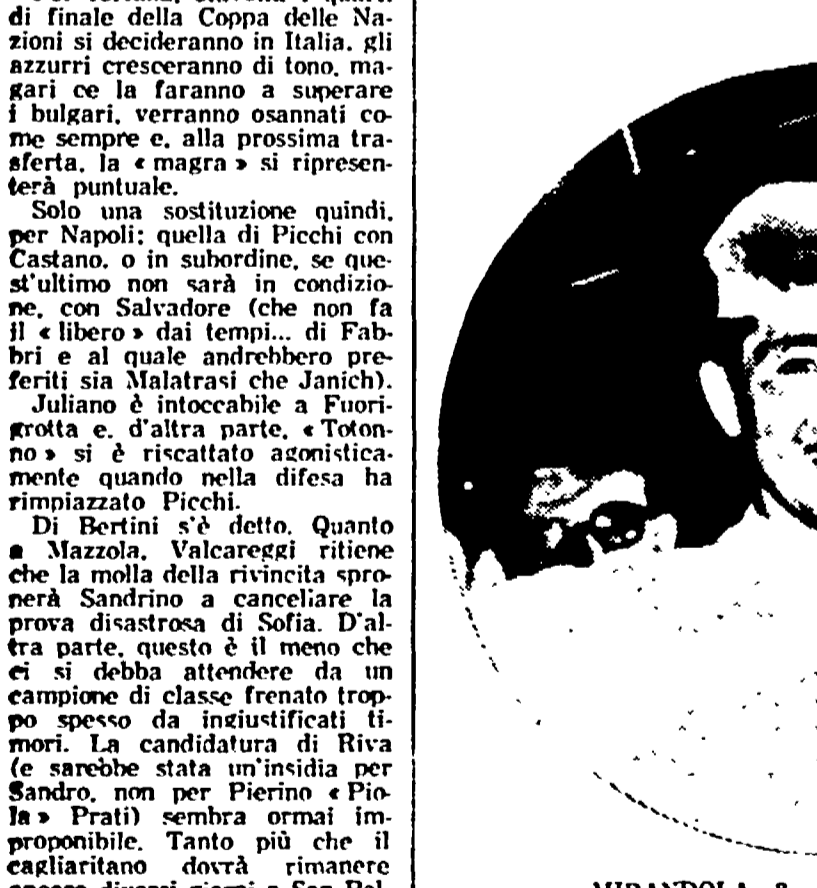 di finale della Coppa delle Na-
zioni si decideranno in Italia, gli
azzurri cresceranno di tono, ma-
gari ce la faranno a superare
i bulgari, verranno osannati co-
me sempre e, alla prossima tra-
sferta, la « magra » si ripresen-
terà puntuale.
Solo una sostituzione quindi,
per Napoli: quella di Picchi con
Castano, o in subordine, se que-
st'ultimo non sarà in condizio-
ne, con Salvadore (che non fa
il « libero » dai tempi... di Fab-
bri e al quale andrebbero pre-
feriti sia Malatrasi che Janich).
Juliano è intoccabile a Fuori-
grotta e, d'altra parte, « Toton-
no » si è riscattato agonistica-
mente quando nella difesa ha
rimpiazzato Picchi.
Di Bertini s'è detto. Quanto
a Mazzola, Valcareggi ritiene
che la molla della rivincita spro-
nerà Sandrino a canceliare la
prova disastrosa di Sofia. D'al-
tra parte, questo è il meno che
ci si debba attendere da un
campione di classe frenato trop-
po spesso da ingiustificati ti-
mori. La candidatura di Riva
(e sarebbe stata un'insidia per
Sandro, non per Pierino « Pio-
la » Prati) sembra ormai im-
proponibile. Tanto più che il
cagliaritano dovrà rimanere